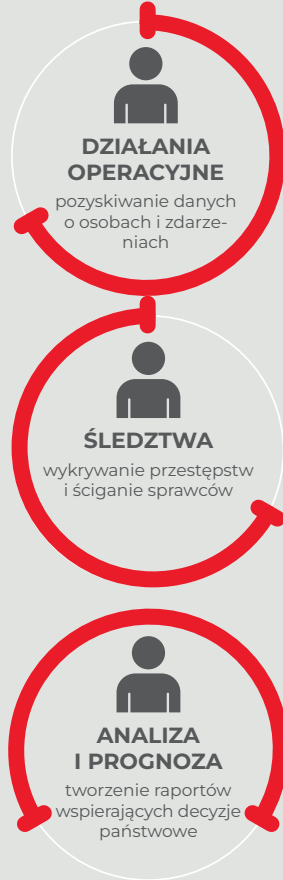 DZIAŁANIA
OPERACYJNE
pozyskiwanie danych
o osobach i zdarze-
niach
ŚLEDZTWA
wykrywanie przestępstw
i ściganie sprawców
ANALIZA
I PROGNOZA
tworzenie raportów
wspierających decyzje
państwowe